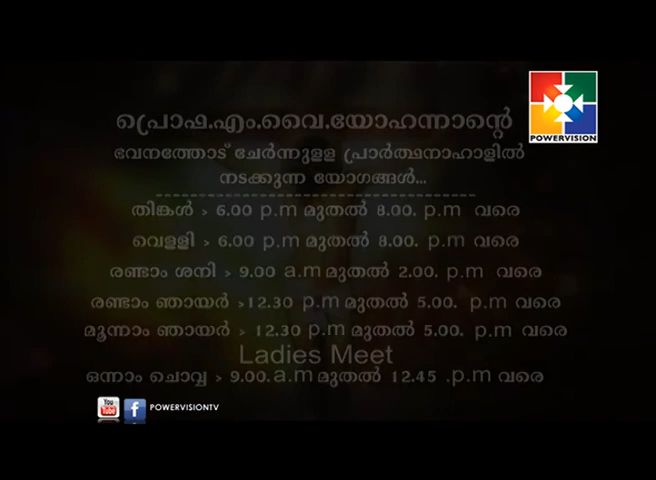 പ്രൊഫ.എം.വൈ.യോഹന്നാന്റെ
ഭവനത്തോട് ചേർന്നുളള പ്രാർത്ഥനാഹാളിൽ
നടക്കുന്ന യോഗങ്ങൾ...
തിങ്കൾ > 6.00 p.m മുതൽ 8.00. p.m വരെ
വെളളി > 6.00 p.m മുതൽ 8.00. p.m വരെ
രണ്ടാം ശനി > 9.00 a.m മുതൽ 2.00. p.m വരെ
രണ്ടാം ഞായർ >12.30 p.m മുതൽ 5.00. p.m വരെ
മൂന്നാം ഞായർ > 12.30 p.m മുതൽ 5.00. p.m വരെ
Ladies Meet
ഒന്നാം ചൊവ്വ > 9.00.a.m മുതൽ 12.45 .p.m വരെ
POWERVISION
You Tube f POWERVISIONTV